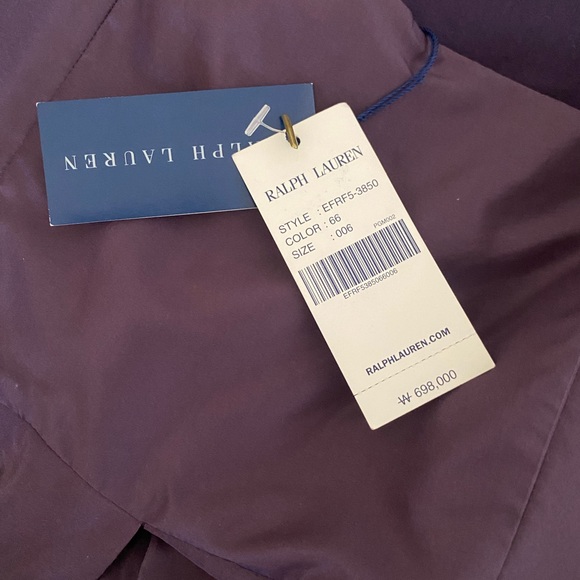 RALPH LAUREN
RALPH LAUREN
STYLE : EFRF5-3850
COLOR : 66
SIZE : 006
PGM002
EFRF5385066006
RALPHLAUREN.COM
₩ 698,000